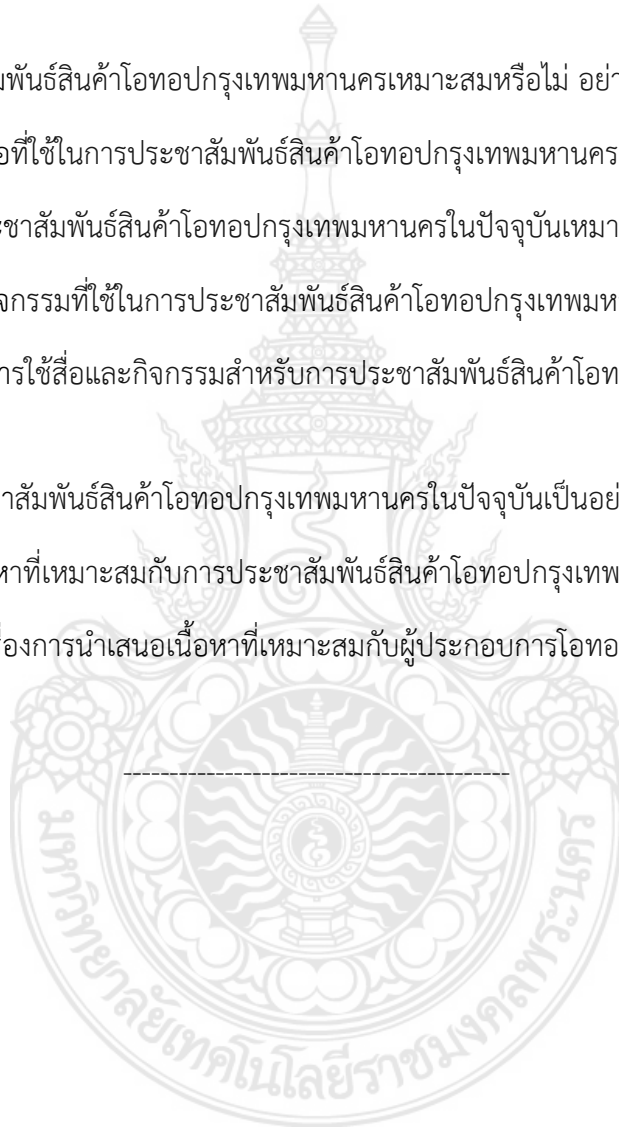 มพันธ์สินค้าโอทอปกรุงเทพมหานครเหมาะสมหรือไม่ อย่า
อที่ใช้ในการประชาสัมพันธ์สินค้าโอทอปกรุงเทพมหานคร
ะชาสัมพันธ์สินค้าโอทอปกรุงเทพมหานครในปัจจุบันเหมา
จกรรมที่ใช้ในการประชาสัมพันธ์สินค้าโอทอปกรุงเทพมห
ารใช้สื่อและกิจกรรมสำหรับการประชาสัมพันธ์สินค้าโอท
าสัมพันธ์สินค้าโอทอปกรุงเทพมหานครในปัจจุบันเป็นอย่
หาที่เหมาะสมกับการประชาสัมพันธ์สินค้าโอทอปกรุงเทพ
รื่องการนำเสนอเนื้อหาที่เหมาะสมกับผู้ประกอบการโอทอ
------------------------------------------
มหาวิทยาลัยเทคโนโลยีราชมงคลพระนคร